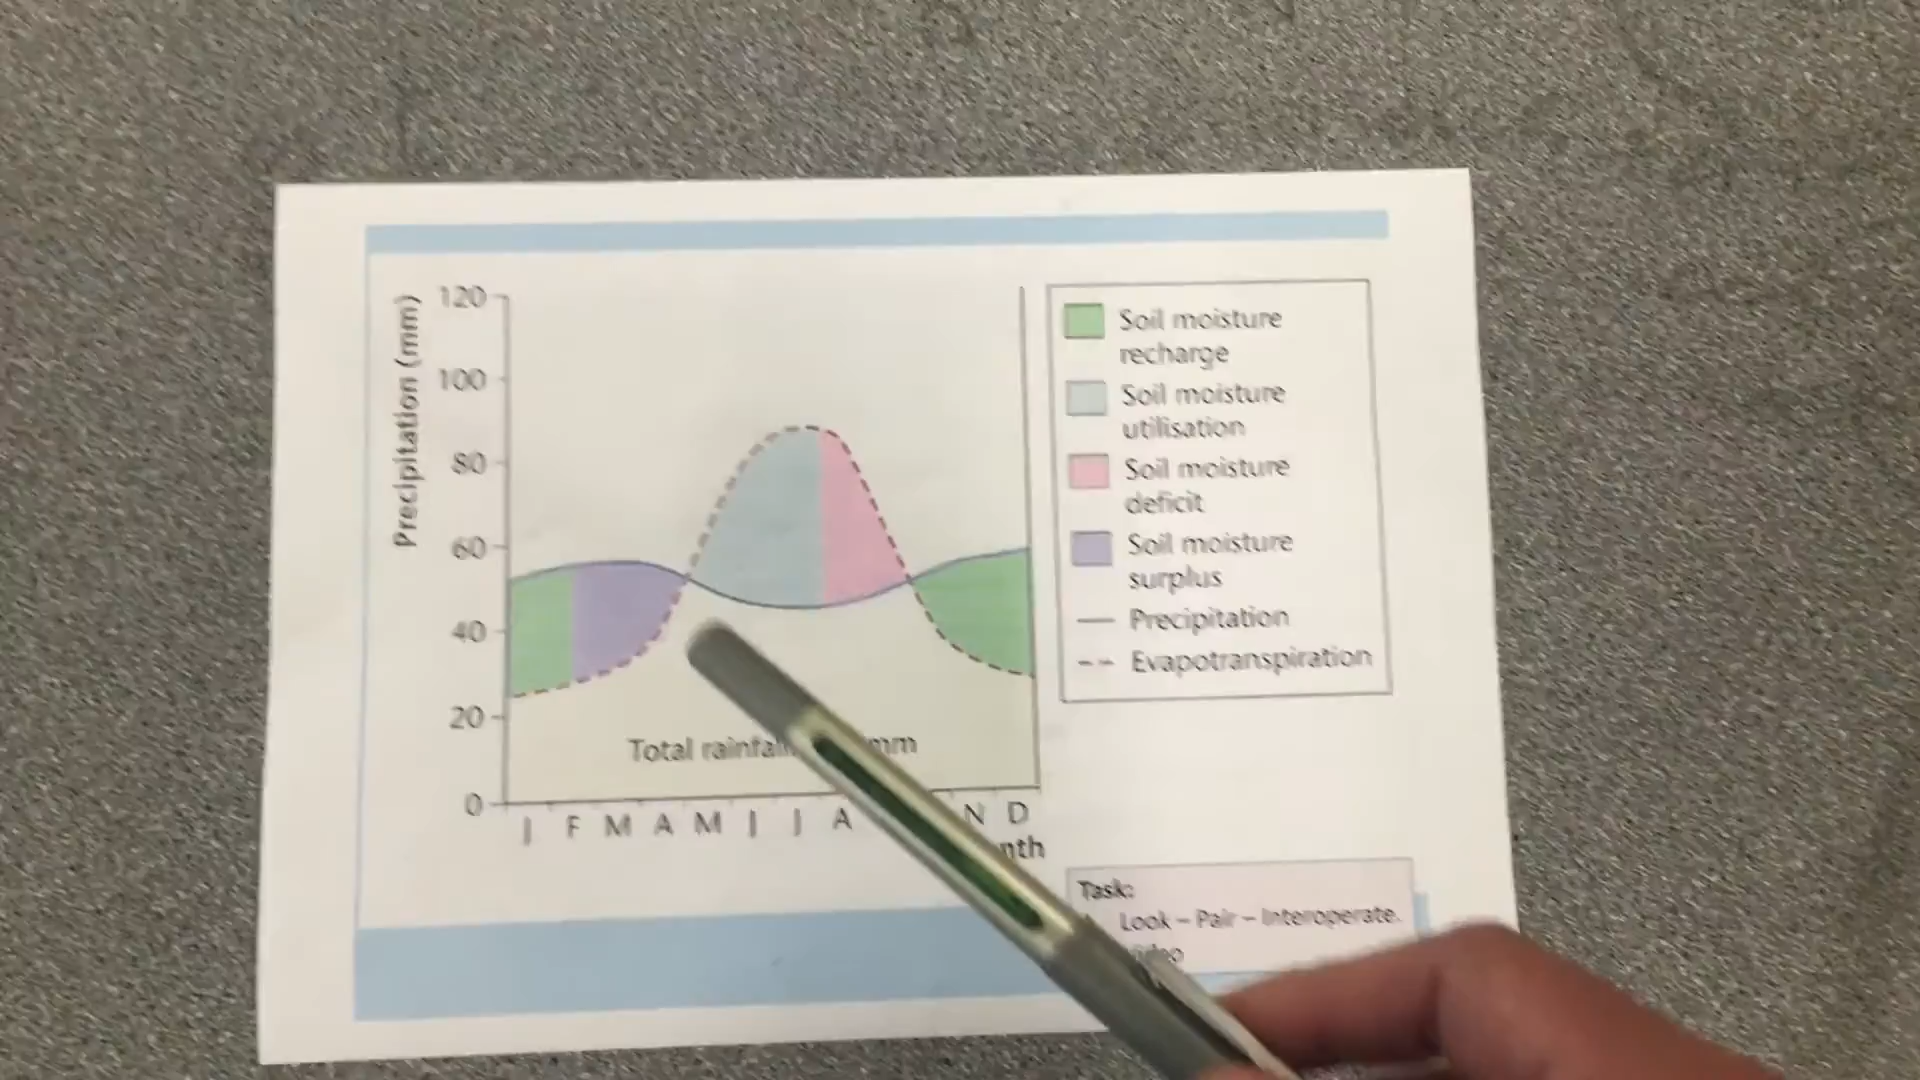 Precipitation (mm)
120
100
80
60
40
20
0
J F M A M J J A N D
Total rainfall mm
Soil moisture
recharge
Soil moisture
utilisation
Soil moisture
deficit
Soil moisture
surplus
Precipitation
Evapotranspiration
Task:
Look – Pair – Interoperate.